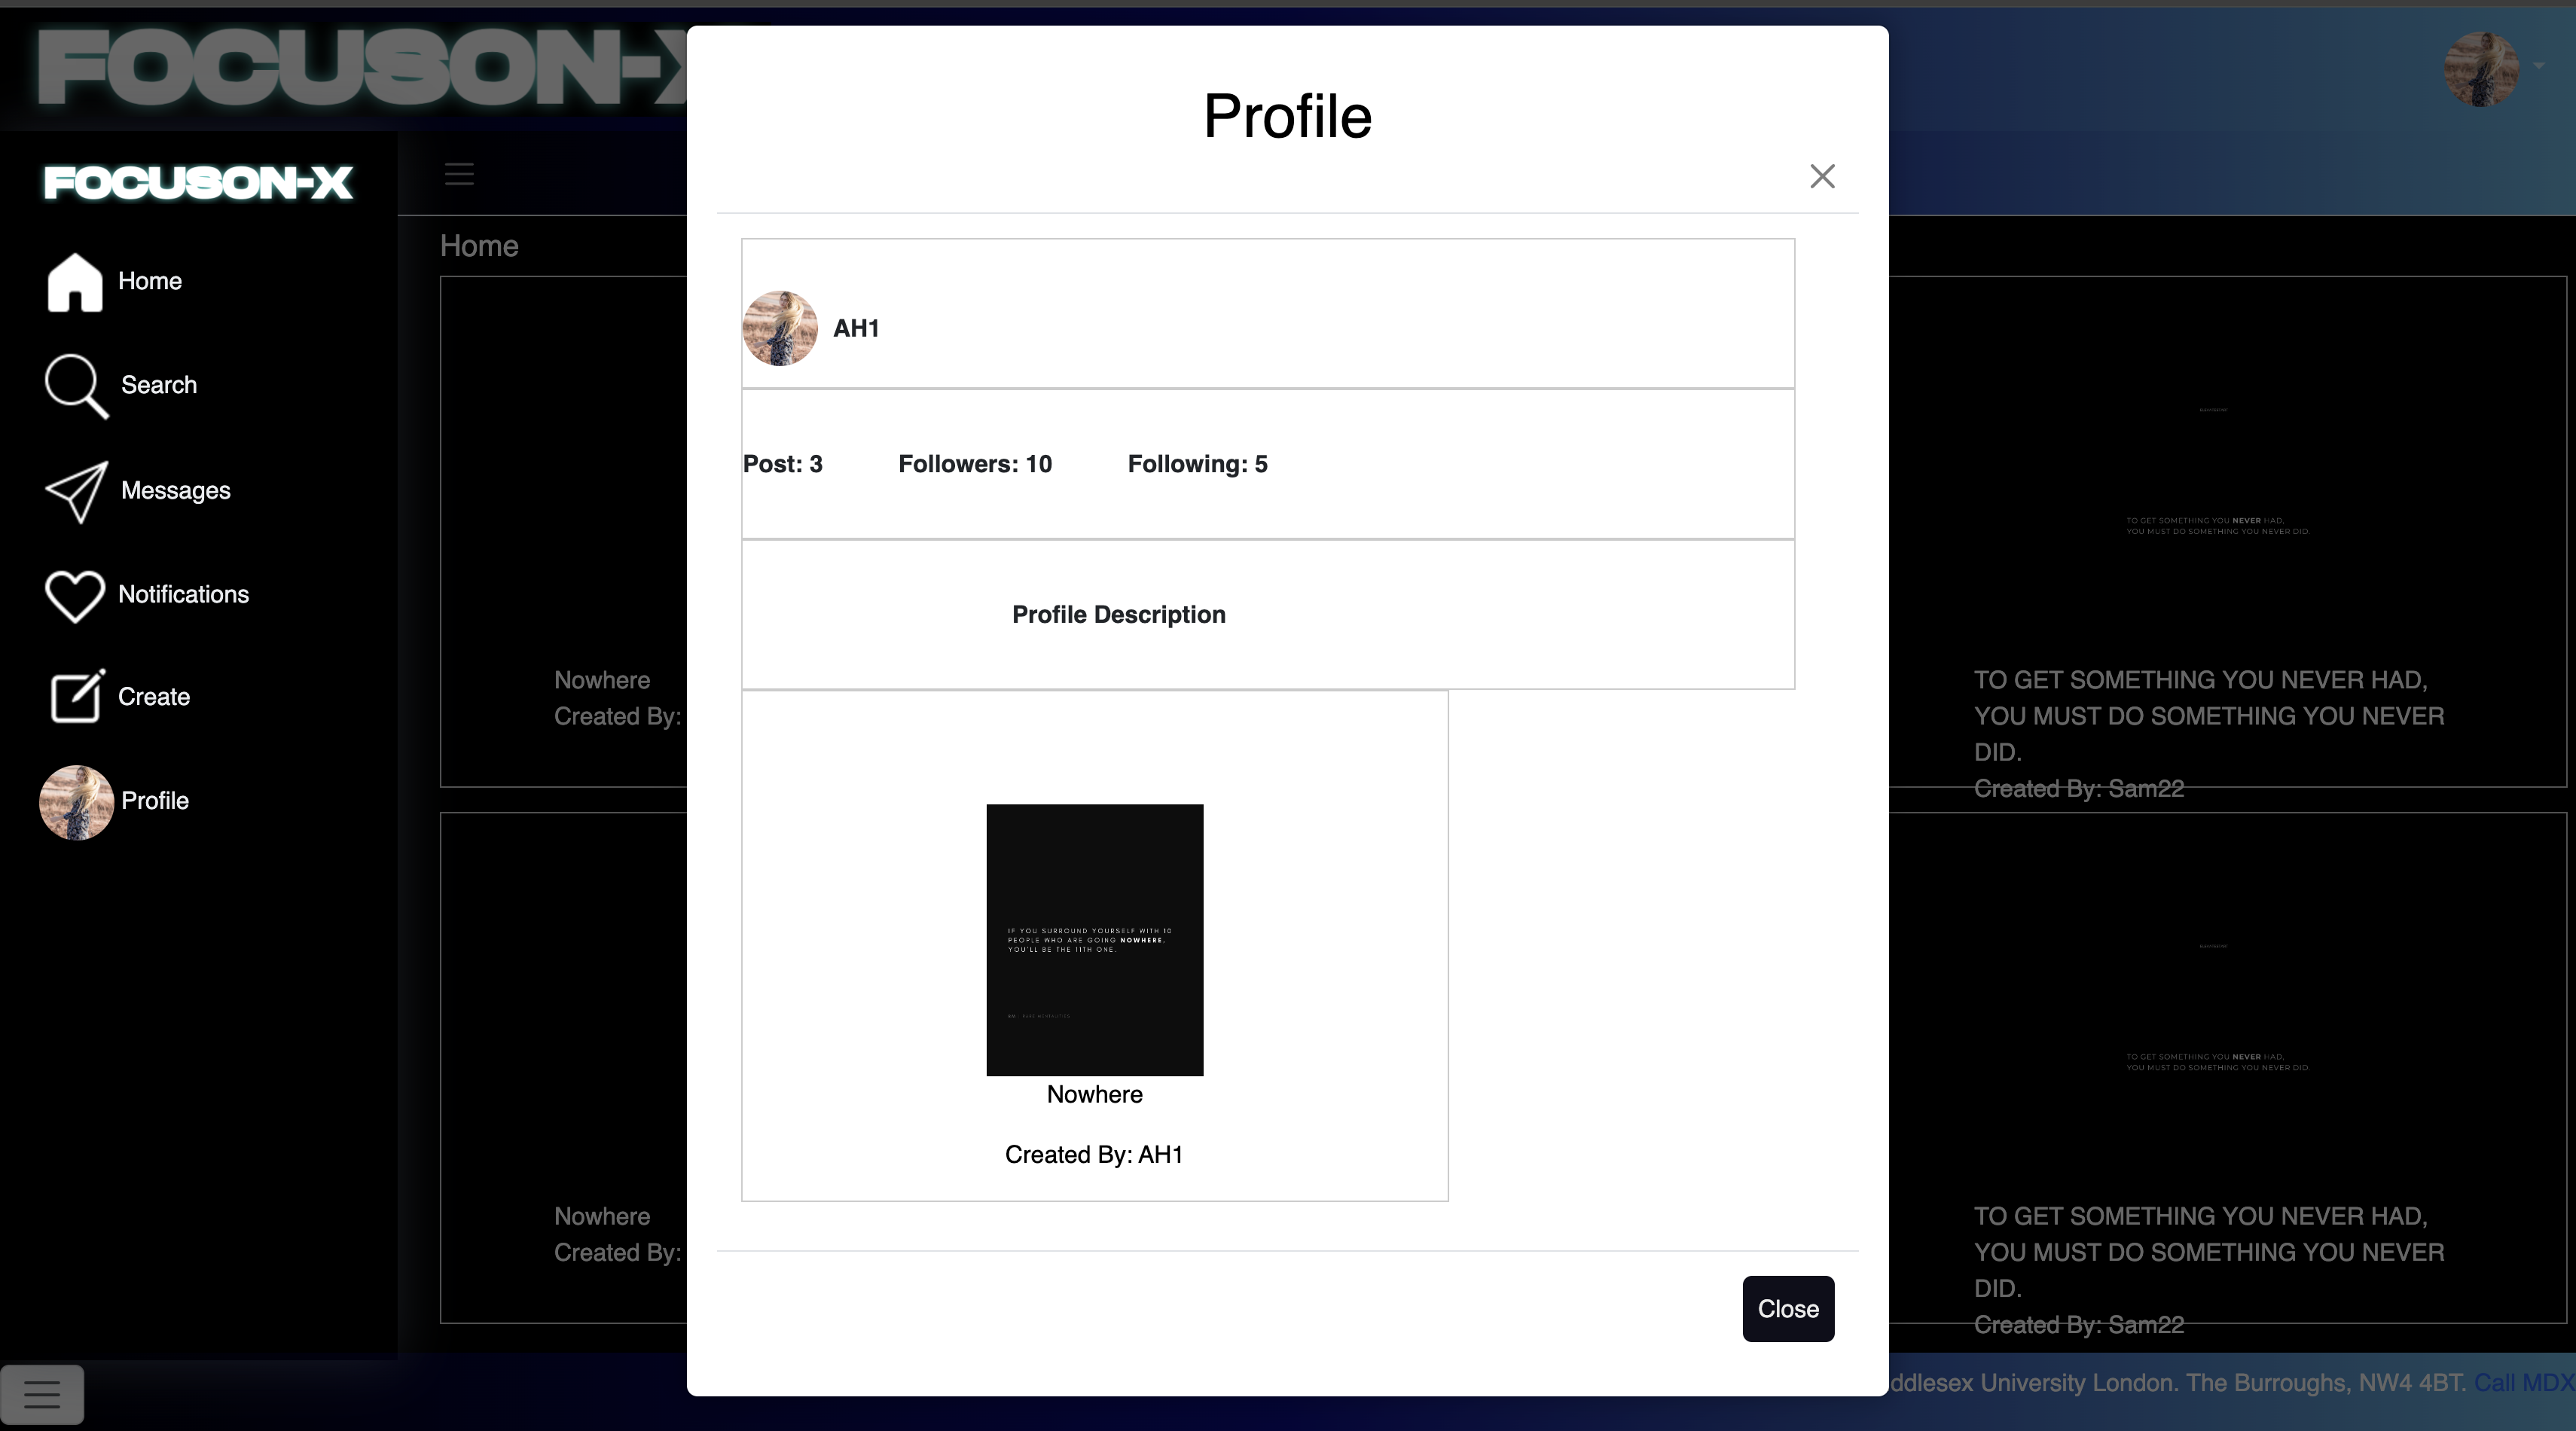 FOCUSON-X
FOCUSON-X
Home
Search
Messages
Notifications
Create
Profile
Home
Nowhere
Created By:
Nowhere
Created By:
Profile
AH1
Post: 3 Followers: 10 Following: 5
Profile Description
IF YOU SURROUND YOURSELF WITH 10
PEOPLE WHO ARE GOING NOWHERE,
YOU'LL BE THE 11TH ONE.
Nowhere
Created By: AH1
Close
TO GET SOMETHING YOU NEVER HAD,
YOU MUST DO SOMETHING YOU NEVER DID.
TO GET SOMETHING YOU NEVER HAD,
YOU MUST DO SOMETHING YOU NEVER
DID.
Created By: Sam22
TO GET SOMETHING YOU NEVER HAD,
YOU MUST DO SOMETHING YOU NEVER DID.
TO GET SOMETHING YOU NEVER HAD,
YOU MUST DO SOMETHING YOU NEVER
DID.
Created By: Sam22
ddlesex University London. The Burroughs, NW4 4BT. Call MDX